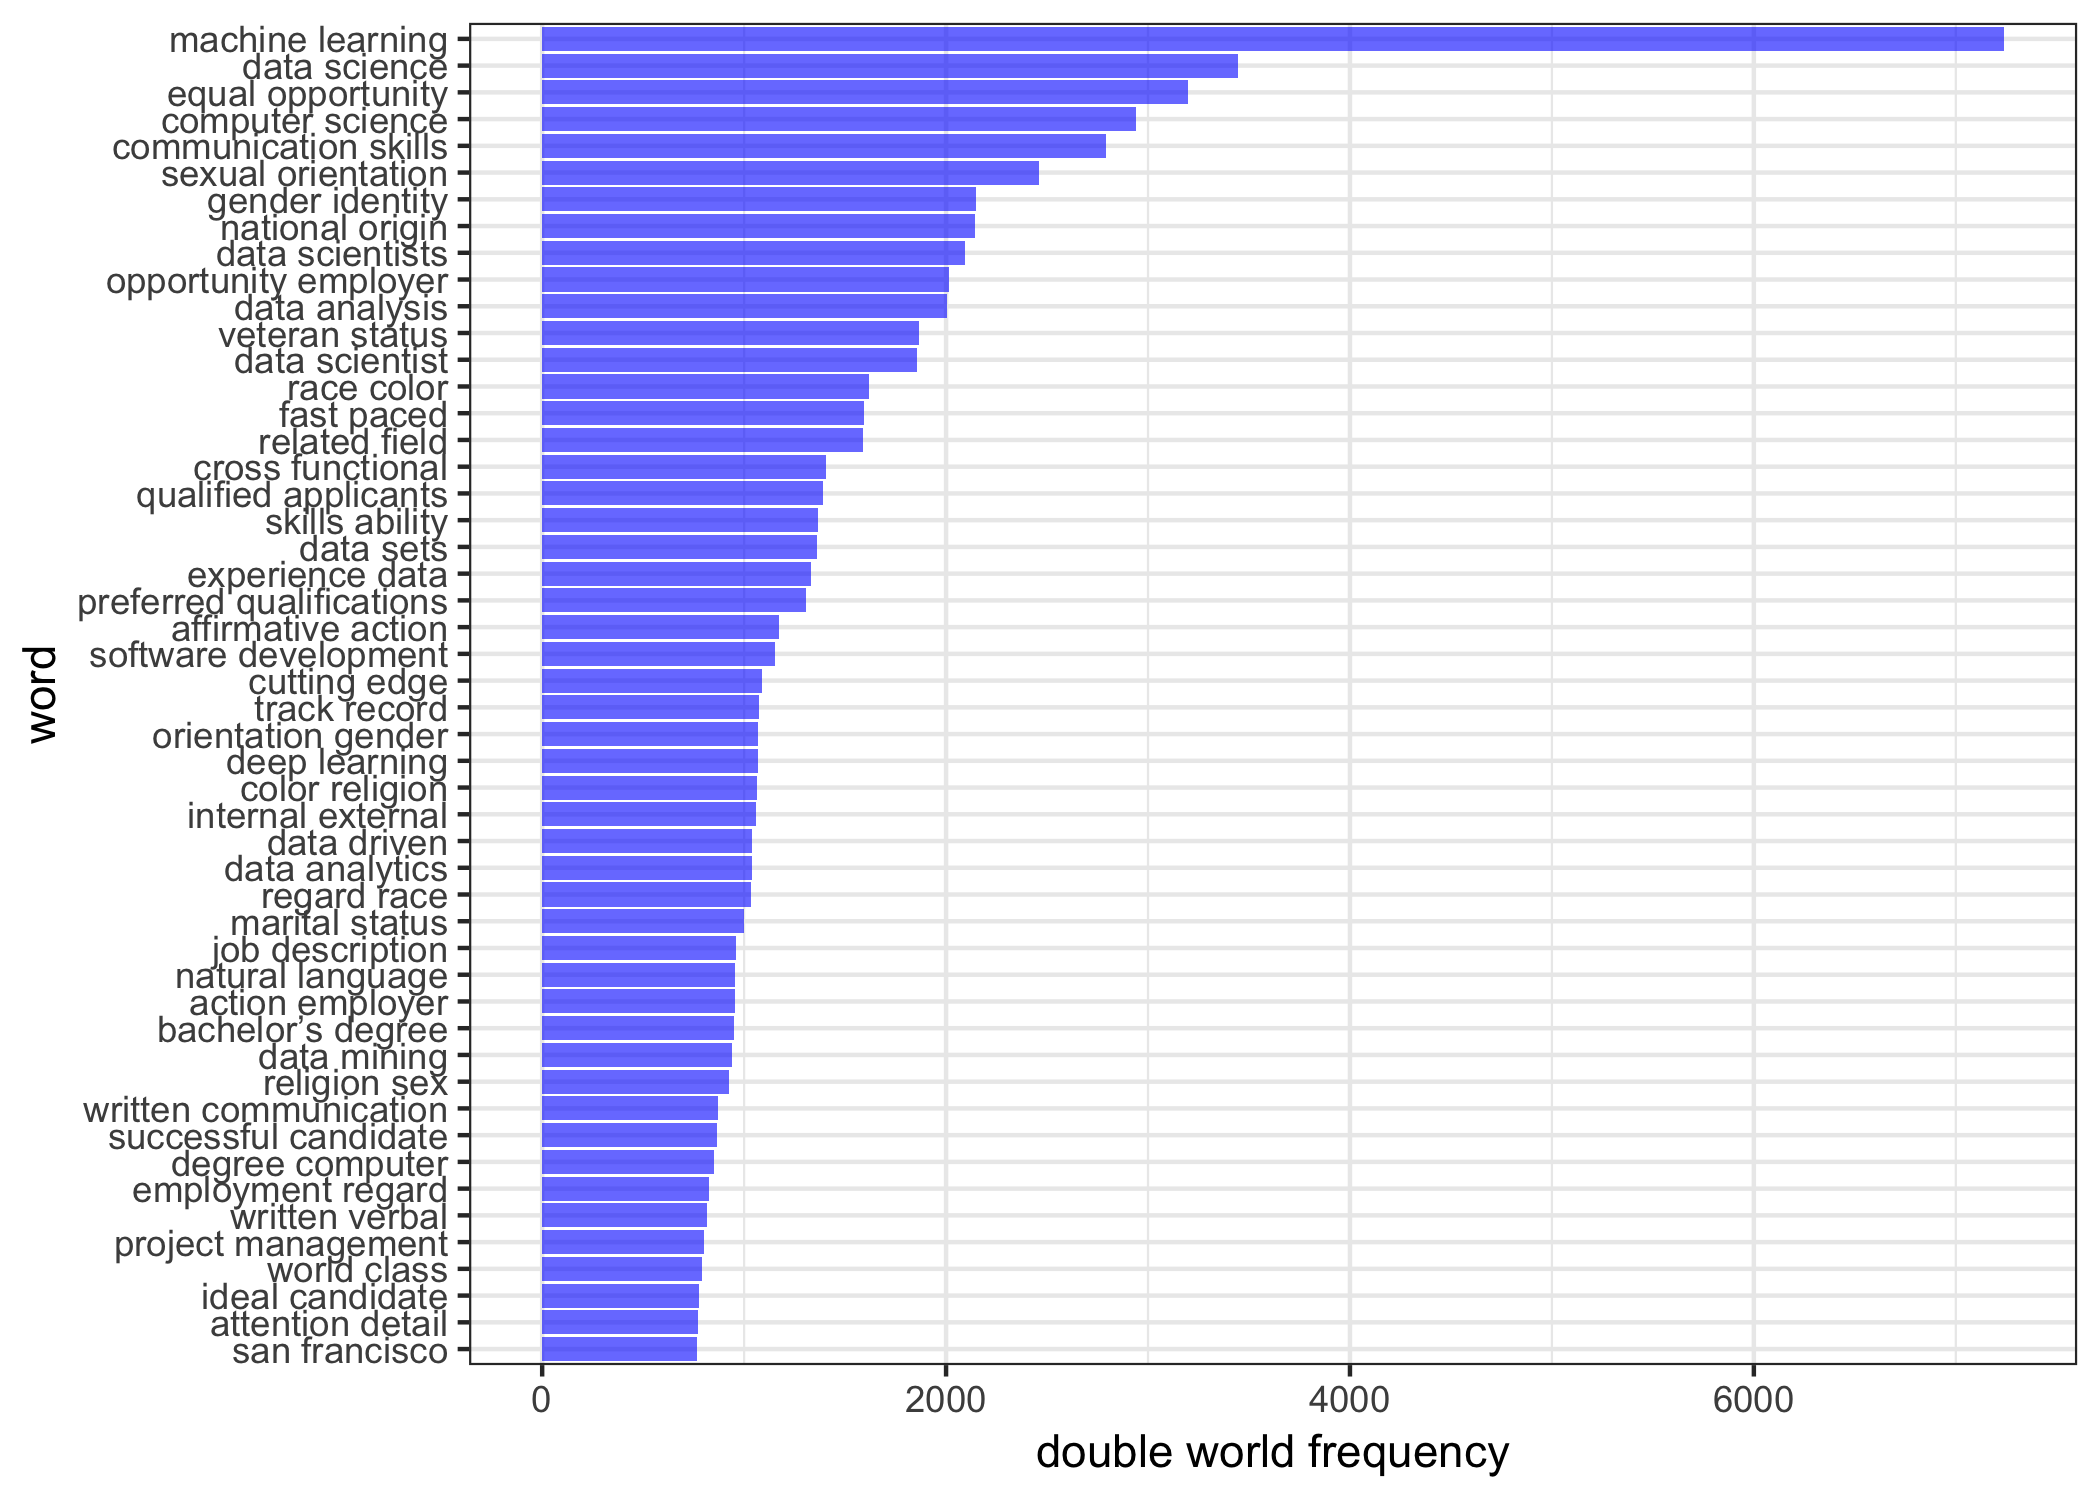 machine learning
data science
equal opportunity
computer science
communication skills
sexual orientation
gender identity
national origin
data scientists
opportunity employer
data analysis
veteran status
data scientist
race color
fast paced
related field
cross functional
qualified applicants
skills ability
data sets
experience data
preferred qualifications
affirmative action
software development
cutting edge
track record
orientation gender
deep learning
color religion
internal external
data driven
data analytics
regard race
marital status
job description
natural language
action employer
bachelor’s degree
data mining
religion sex
written communication
successful candidate
degree computer
employment regard
written verbal
project management
world class
ideal candidate
attention detail
san francisco
word
0 2000 4000 6000
double world frequency